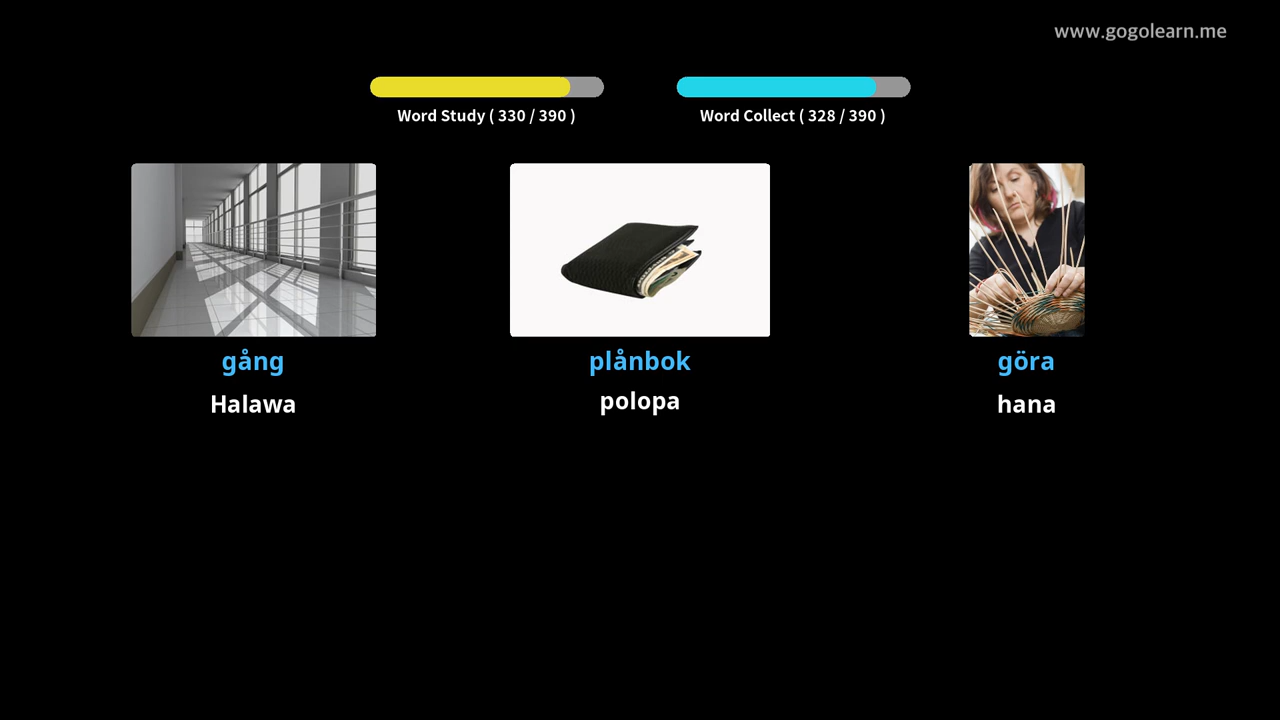 www.gogolearn.me
Word Study ( 330 / 390 )
Word Collect ( 328 / 390 )
gång
plånbok
göra
Halawa
polopa
hana